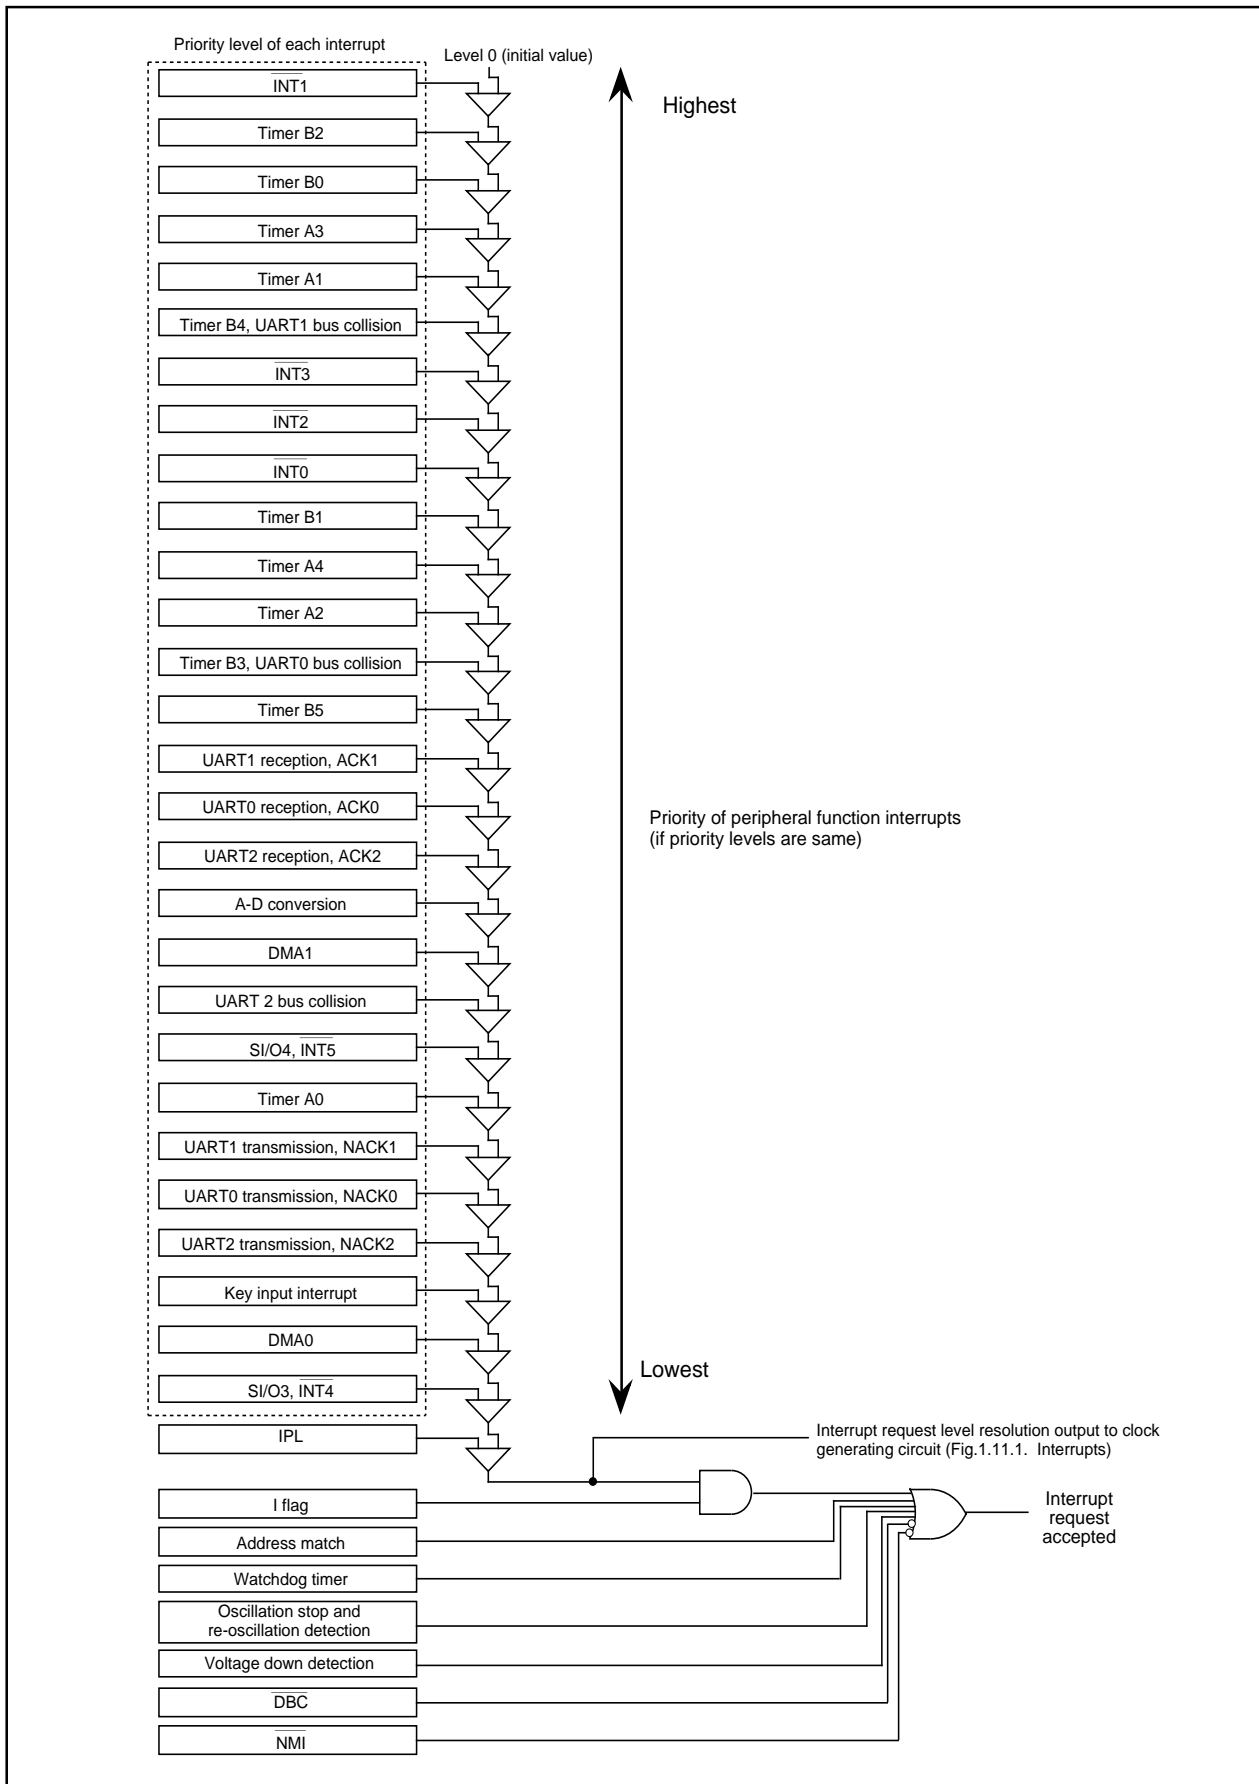 Priority level of each interrupt
Level 0 (initial value)
INT1
Highest
Timer B2
Timer B0
Timer A3
Timer A1
Timer B4, UART1 bus collision
INT3
INT2
INT0
Timer B1
Timer A4
Timer A2
Timer B3, UART0 bus collision
Timer B5
UART1 reception, ACK1
UART0 reception, ACK0
Priority of peripheral function interrupts
(if priority levels are same)
UART2 reception, ACK2
A-D conversion
DMA1
UART 2 bus collision
SI/O4, INT5
Timer A0
UART1 transmission, NACK1
UART0 transmission, NACK0
UART2 transmission, NACK2
Key input interrupt
DMA0
Lowest
SI/O3, INT4
IPL
Interrupt request level resolution output to clock
generating circuit (Fig.1.11.1. Interrupts)
I flag
Interrupt
request
accepted
Address match
Watchdog timer
Oscillation stop and
re-oscillation detection
Voltage down detection
DBC
NMI